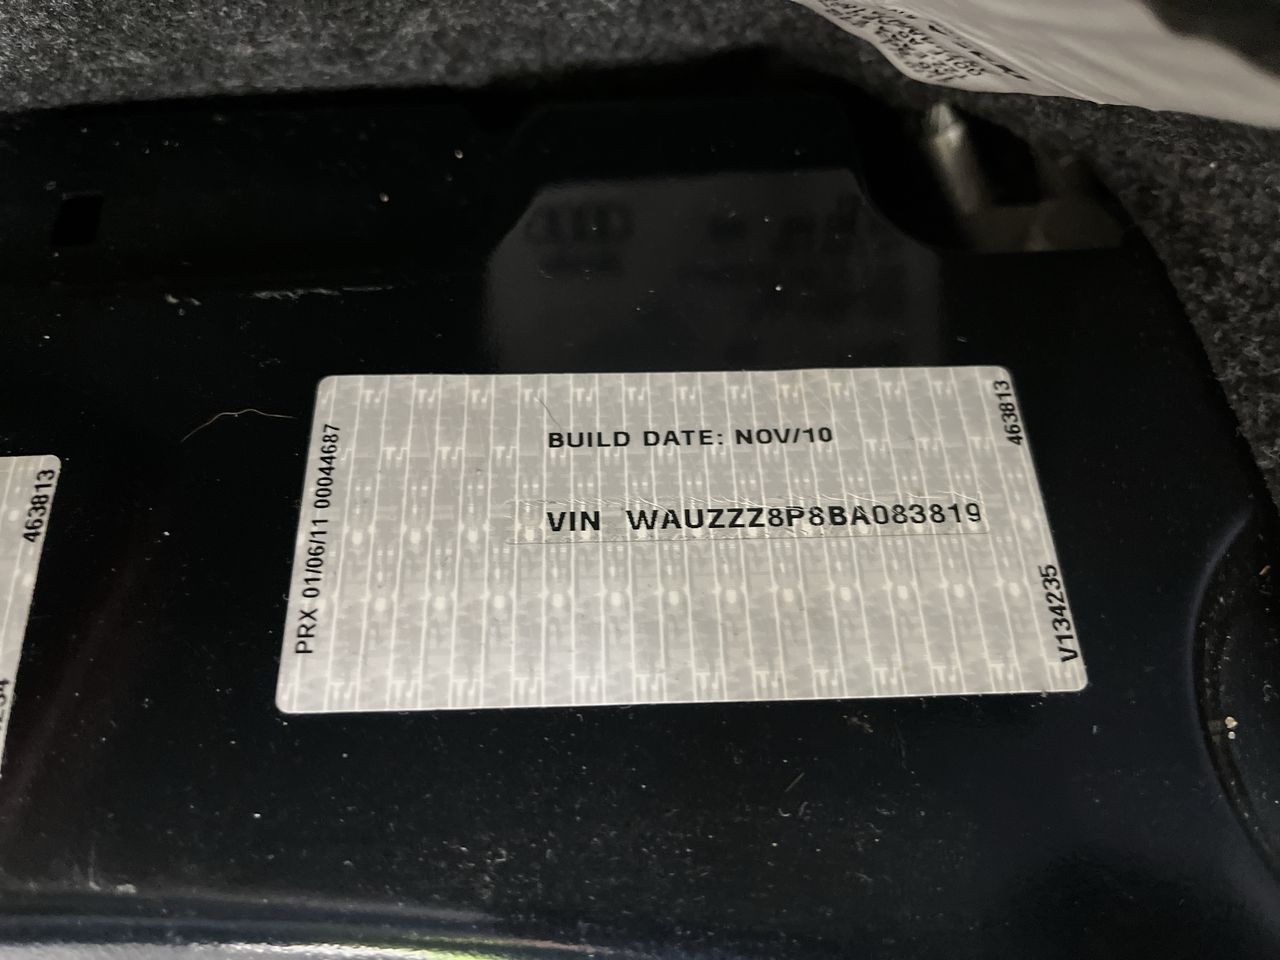 BUILD DATE: NOV/10
VIN WAUZZZ8P8BA083819
PRX 01/06/11 00044687
463813
V134235
463813